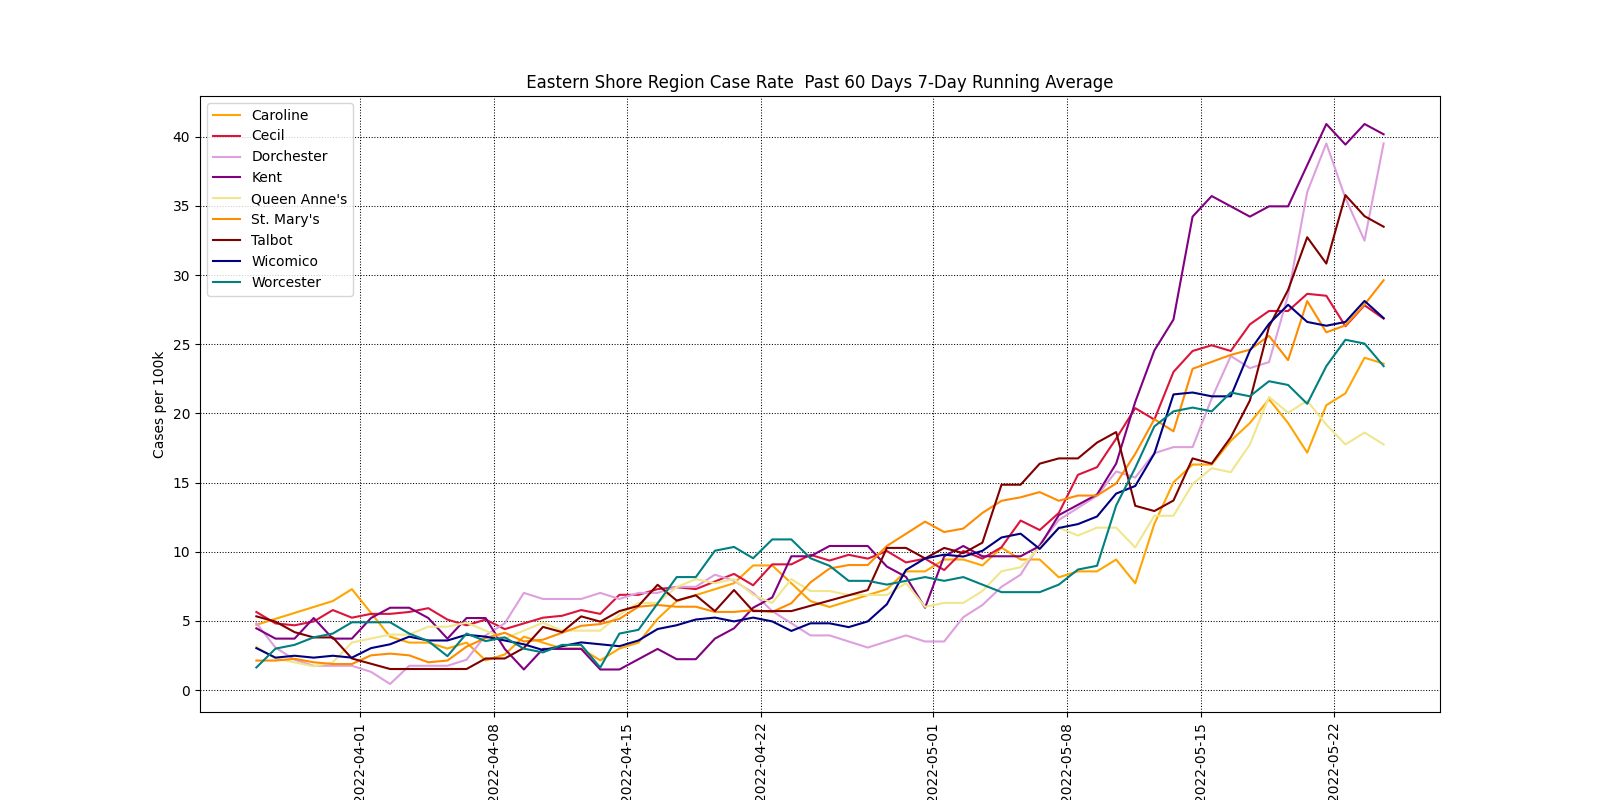 Eastern Shore Region Case Rate  Past 60 Days 7-Day Running Average
Caroline
Cecil
Dorchester
Kent
Queen Anne's
St. Mary's
Talbot
Wicomico
Worcester
Cases per 100k
40
35
30
25
20
15
10
5
0
2022-04-01
2022-04-08
2022-04-15
2022-04-22
2022-05-01
2022-05-08
2022-05-15
2022-05-22